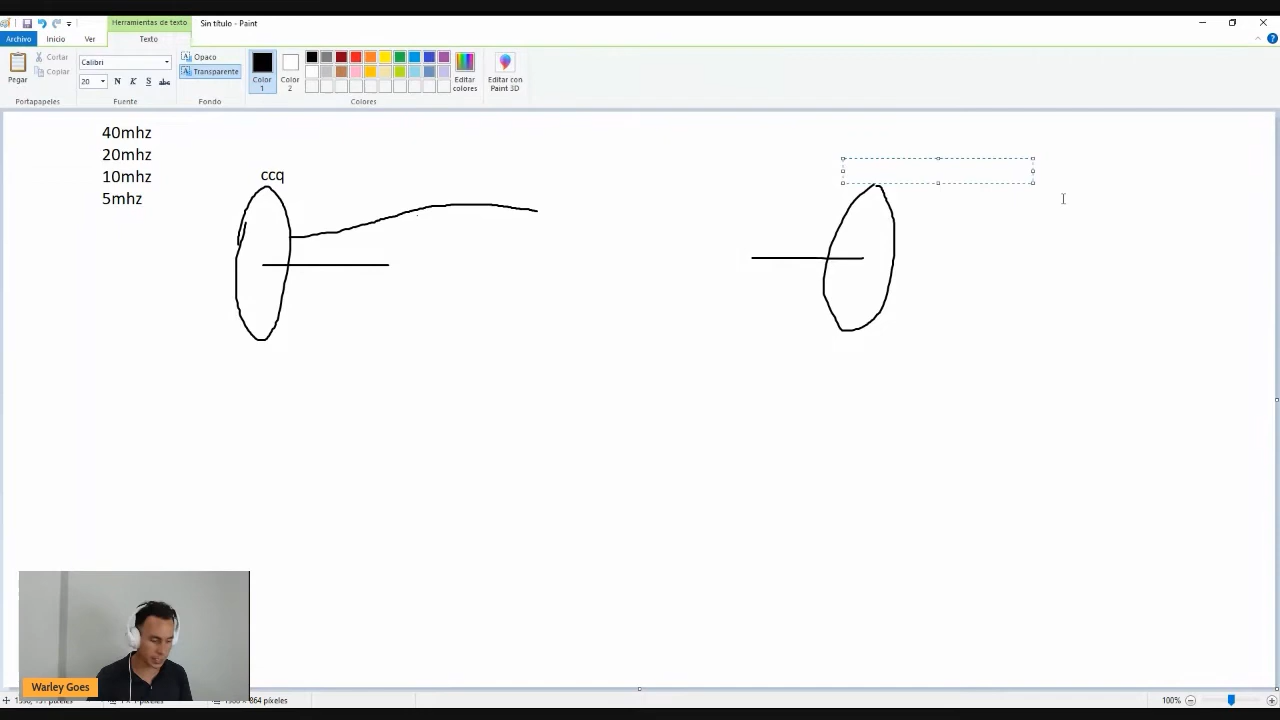 Herramientas de texto
Sin título - Paint
Archivo
Inicio
Ver
Texto
Pegar
Cortar
Copiar
Portapapeles
Calibri
20
N K S abc
Fuente
Opaco
Transparente
Fondo
Color 1
Color 2
Editar colores
Colores
Editar con Paint 3D
40mhz
20mhz
10mhz
5mhz
ccq
Warley Goes
píxeles
100%